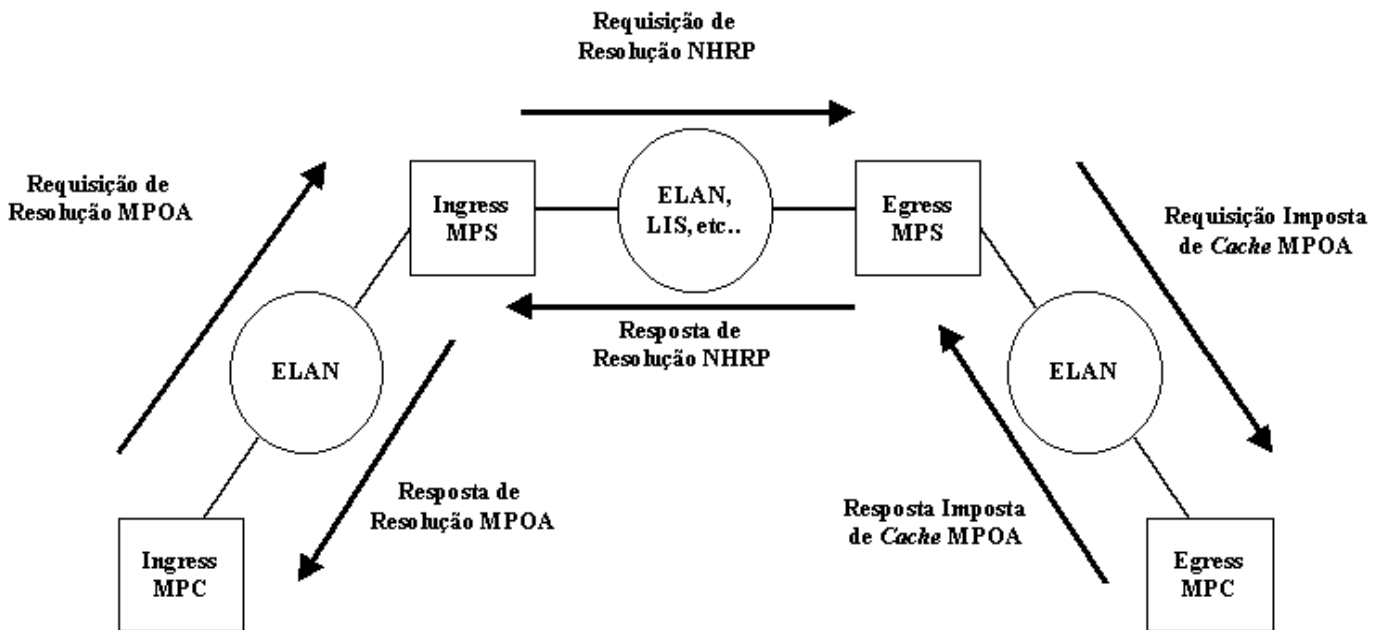 Requisição de
Resolução NHRP
Requisição de
Resolução MPOA
Ingress
MPS
ELAN,
LIS, etc..
Egress
MPS
Requisição Imposta
de Cache MPOA
Resposta de
Resolução NHRP
ELAN
ELAN
Resposta de
Resolução MPOA
Resposta Imposta
de Cache MPOA
Ingress
MPC
Egress
MPC